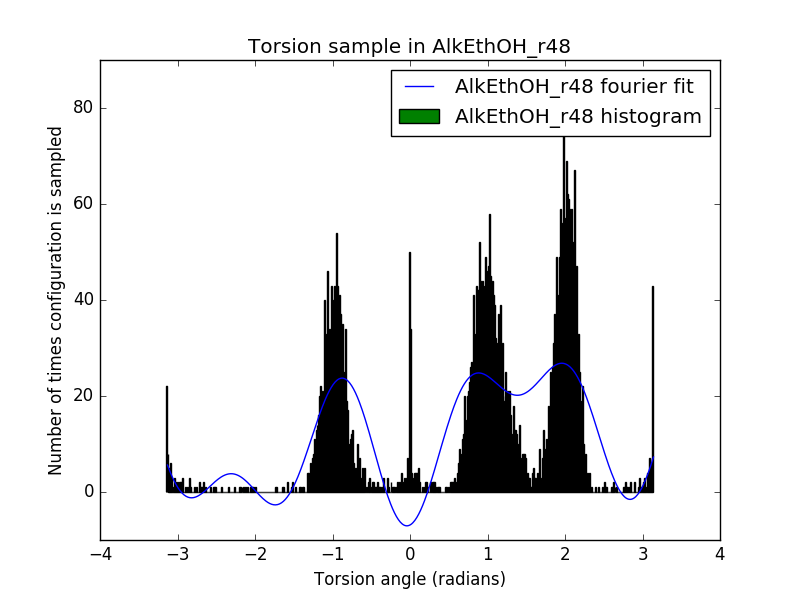 Torsion sample in AlkEthOH_r48
AlkEthOH_r48 fourier fit
AlkEthOH_r48 histogram
Number of times configuration is sampled
80
60
40
20
0
−4 −3 −2 −1 0 1 2 3 4
Torsion angle (radians)